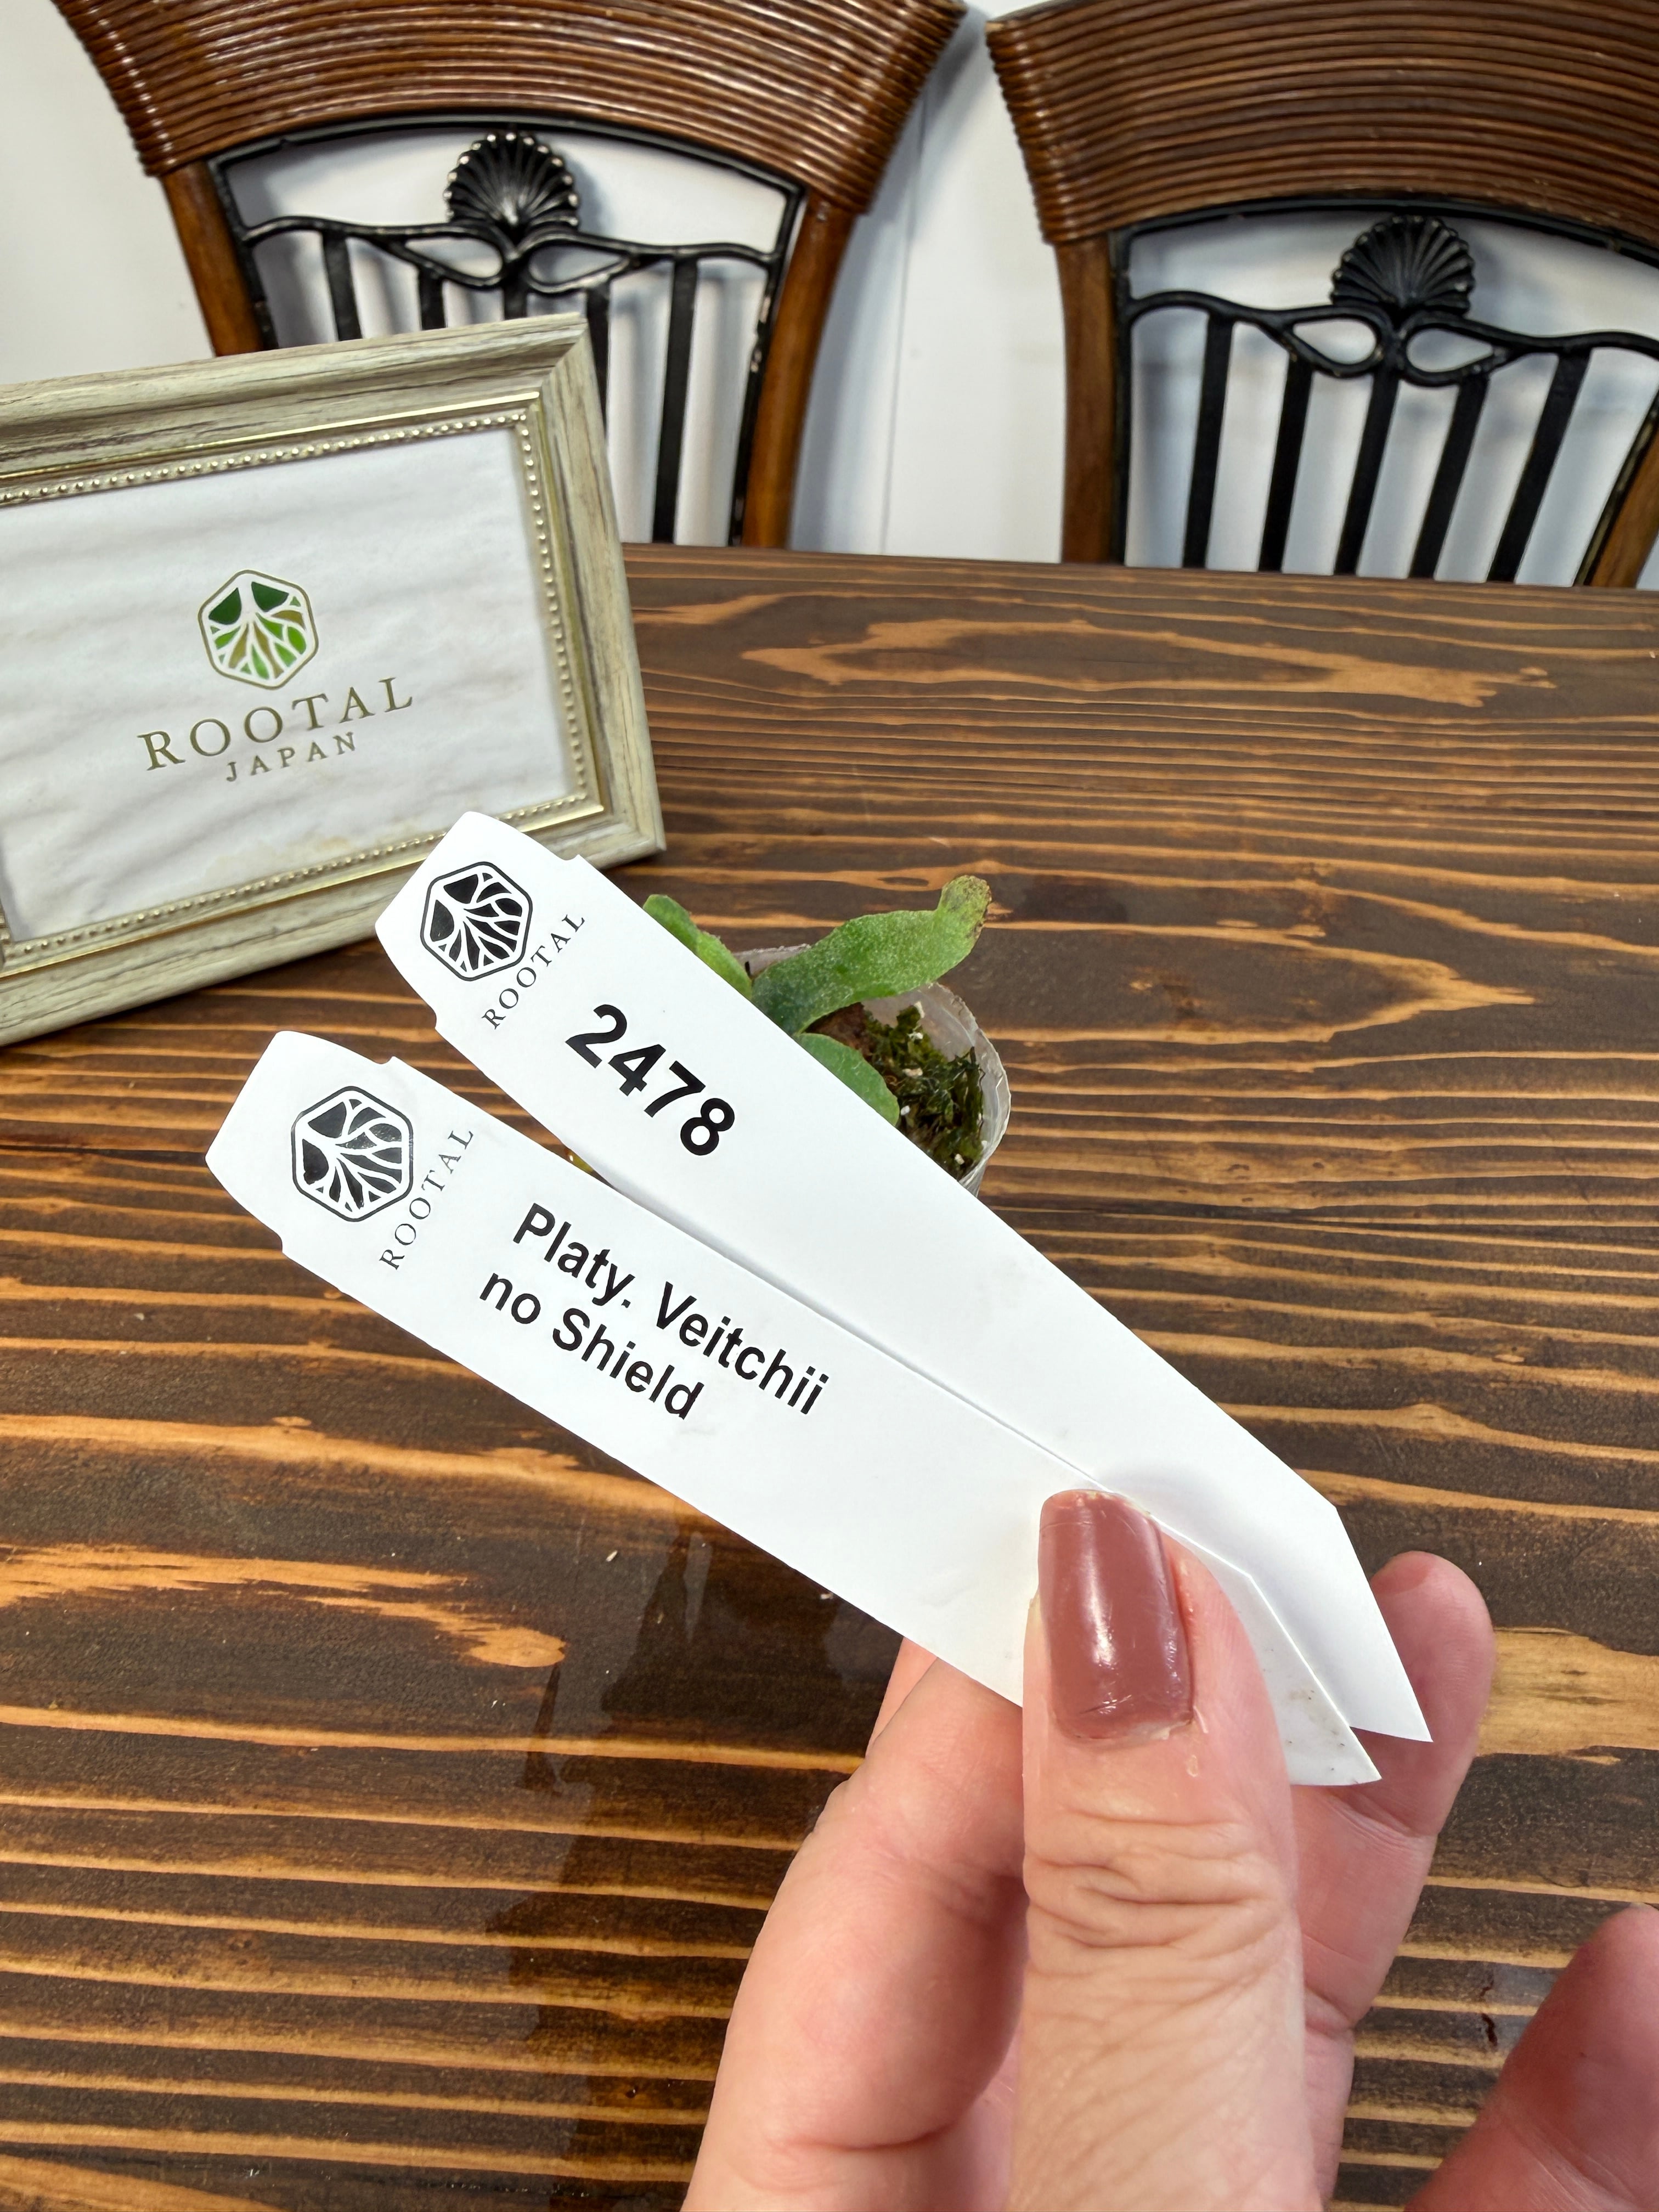 ROOTAL
JAPAN
ROOTAL
2478
ROOTAL
Platy. Veitchii
no Shield